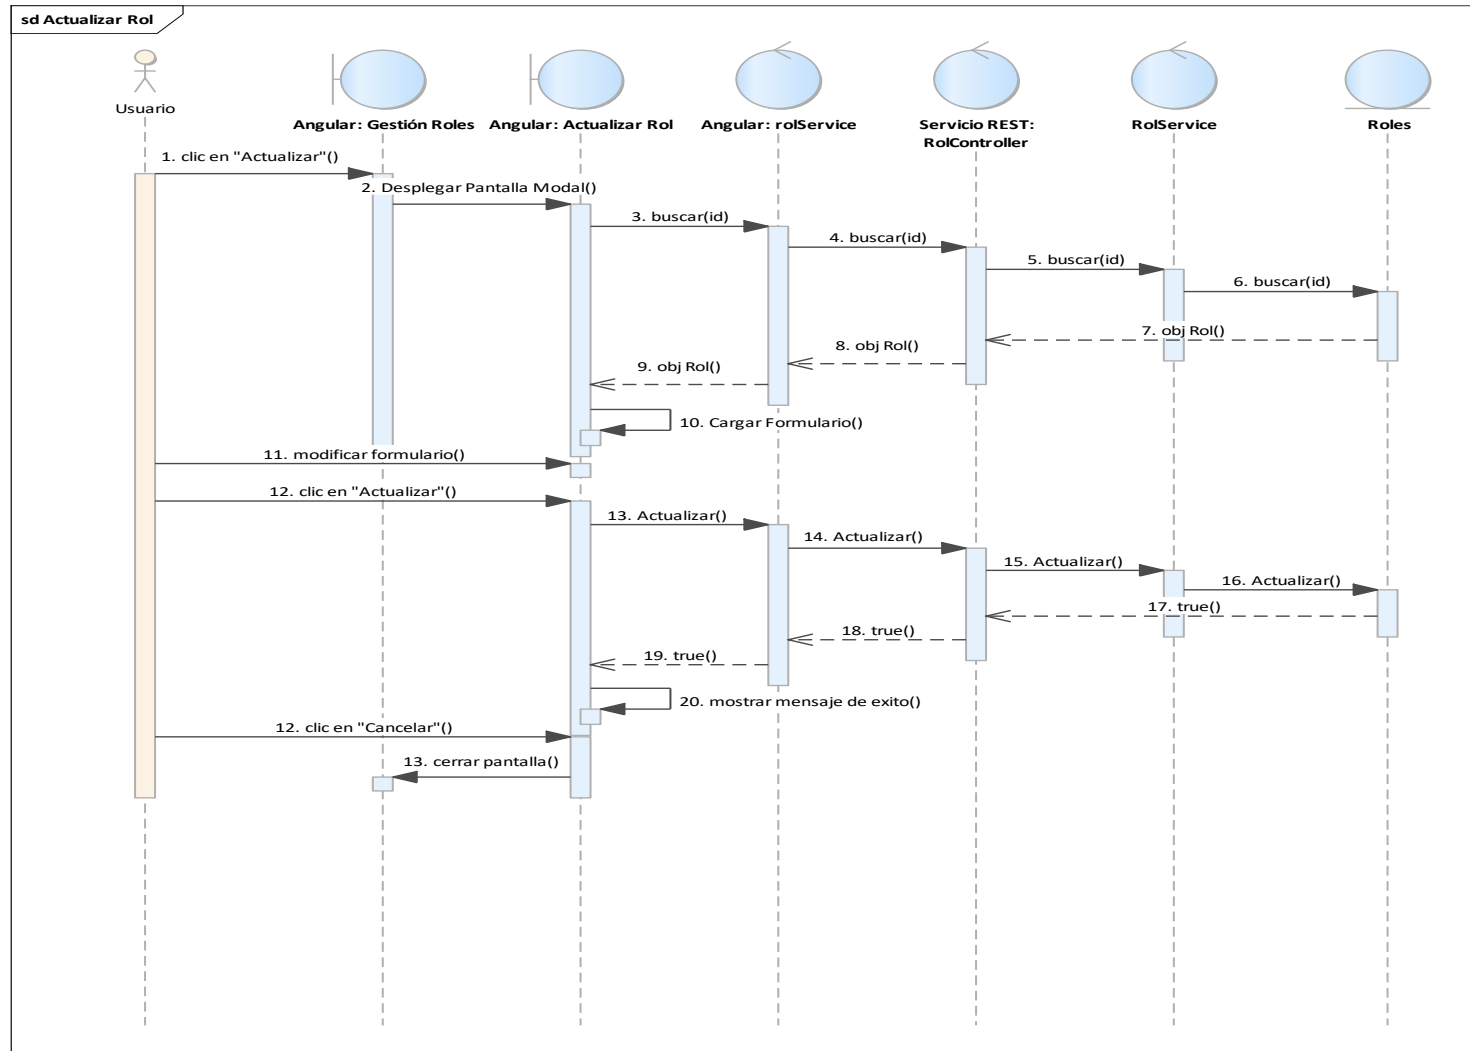 sd Actualizar Rol
Usuario
Angular: Gestión Roles
Angular: Actualizar Rol
Angular: rolService
Servicio REST:
RolController
RolService
Roles
1. clic en "Actualizar"()
2. Desplegar Pantalla Modal()
3. buscar(id)
4. buscar(id)
5. buscar(id)
6. buscar(id)
7. obj Rol()
8. obj Rol()
9. obj Rol()
10. Cargar Formulario()
11. modificar formulario()
12. clic en "Actualizar"()
13. Actualizar()
14. Actualizar()
15. Actualizar()
16. Actualizar()
17. true()
18. true()
19. true()
20. mostrar mensaje de exito()
12. clic en "Cancelar"()
13. cerrar pantalla()